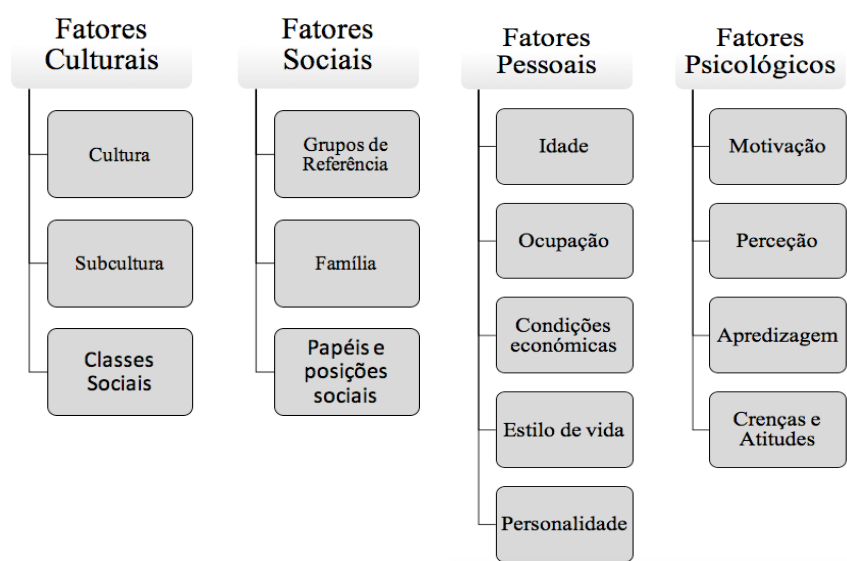 Fatores
Culturais
Cultura
Subcultura
Classes
Sociais
Fatores
Sociais
Grupos de
Referência
Família
Papéis e
posições
sociais
Fatores
Pessoais
Idade
Ocupação
Condições
económicas
Estilo de vida
Personalidade
Fatores
Psicológicos
Motivação
Perceção
Apredizagem
Crenças e
Atitudes